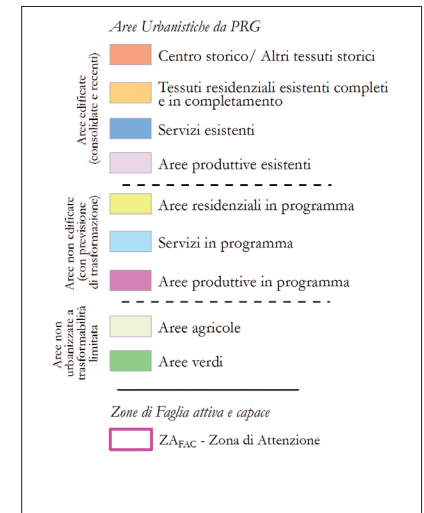 Aree Urbanistiche da PRG
Aree edificate
(consolidate e recenti)
Centro storico/ Altri tessuti storici
Tessuti residenziali esistenti completi
e in completamento
Servizi esistenti
Aree produttive esistenti
Aree non edificate
(con previsione
di trasformazione)
Aree residenziali in programma
Servizi in programma
Aree produttive in programma
Aree non
urbanizzate a
trasformabilità
limitata
Aree agricole
Aree verdi
Zone di Faglia attiva e capace
ZAFAC - Zona di Attenzione